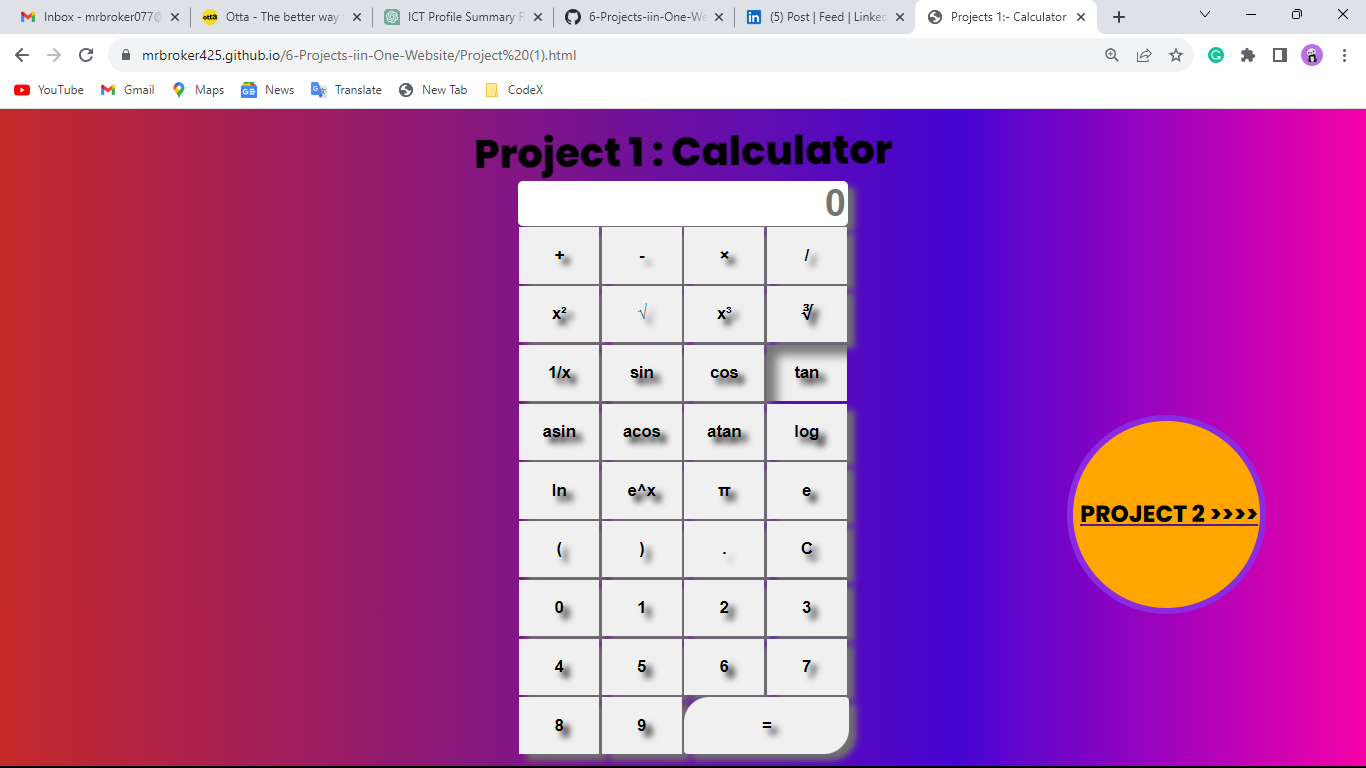 Inbox - mrbroker077@
Otta - The better way
ICT Profile Summary R
6-Projects-iin-One-We
(5) Post | Feed | Linked
Projects 1:- Calculator
mrbroker425.github.io/6-Projects-iin-One-Website/Project%20(1).html
YouTube Gmail Maps News Translate New Tab CodeX
Project 1 : Calculator
0
+ - × /
x² √ x³ ∛
1/x sin cos tan
asin acos atan log
ln e^x π e
( ) . C
0 1 2 3
4 5 6 7
8 9 =
PROJECT 2 >>>>